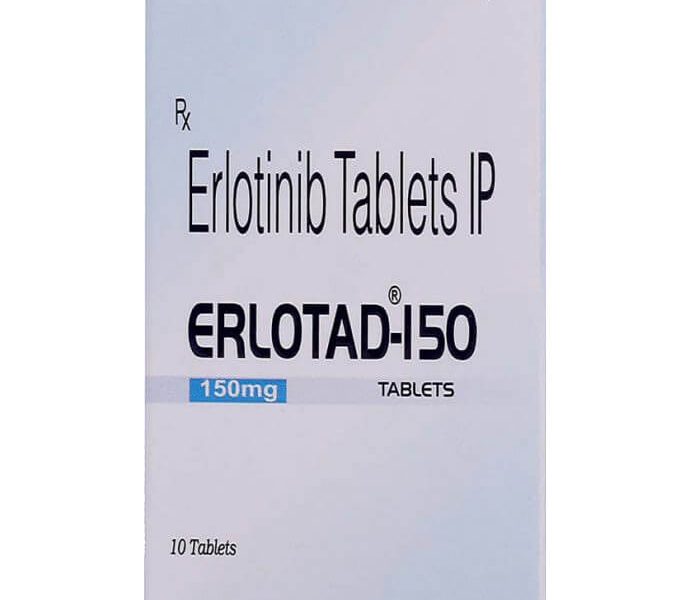 Rx
Erlotinib Tablets IP
ERLOTAD®-150
150mg TABLETS
10 Tablets